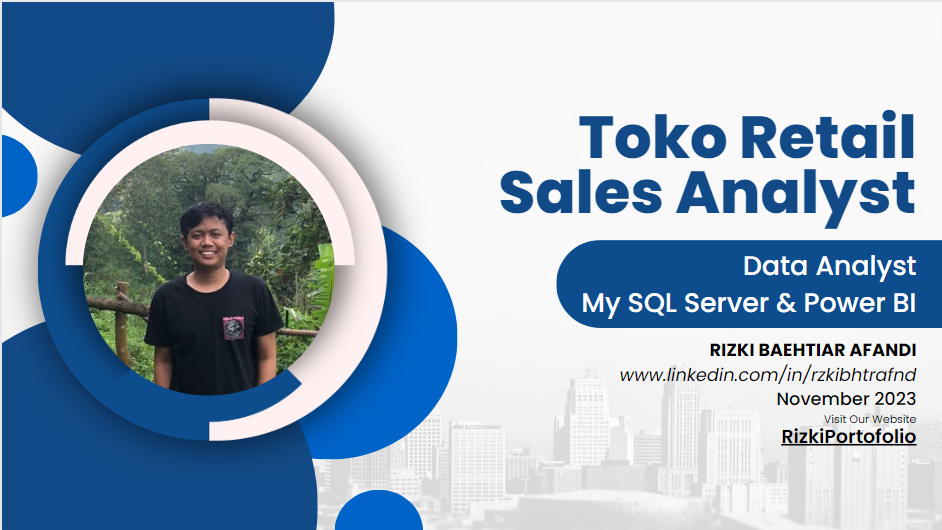 Toko Retail
Sales Analyst
Data Analyst
My SQL Server & Power BI
RIZKI BAEHTIAR AFANDI
www.linkedin.com/in/rzkibhtrafnd
November 2023
Visit Our Website
RizkiPortofolio